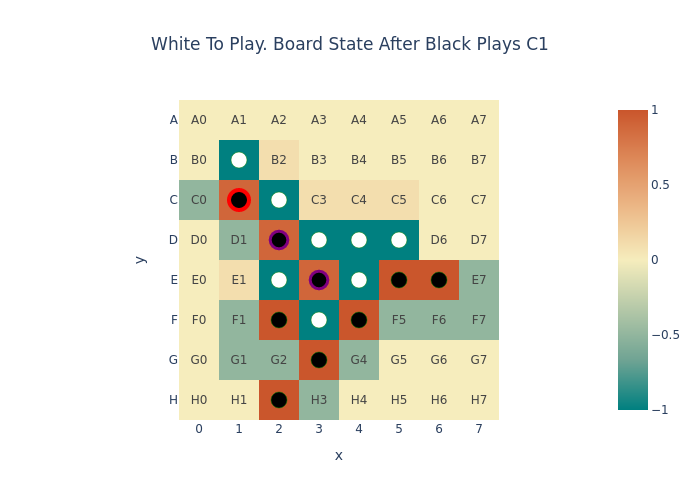 White To Play. Board State After Black Plays C1
A A0 A1 A2 A3 A4 A5 A6 A7
B B0 B2 B3 B4 B5 B6 B7
C C0 C3 C4 C5 C6 C7
D D0 D1 D6 D7
E E0 E1 E7
F F0 F1 F5 F6 F7
G G0 G1 G2 G4 G5 G6 G7
H H0 H1 H3 H4 H5 H6 H7
0 1 2 3 4 5 6 7
x
y
1
0.5
0
−0.5
−1